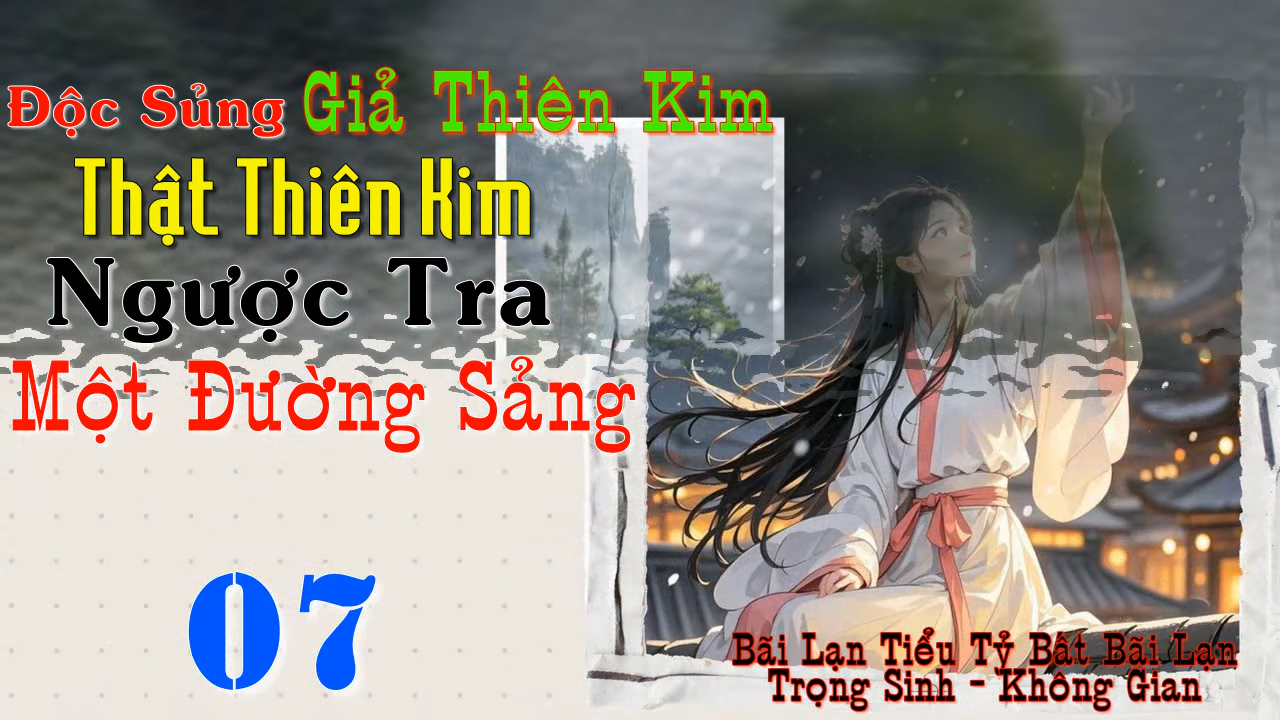 Độc Sủng Giả Thiên Kim
Thật Thiên Kim
Ngược Tra
Một Đường Sảng
07
Bãi Lạn Tiểu Tỷ Bât Bãi Lạn
Trọng Sinh - Không Gian